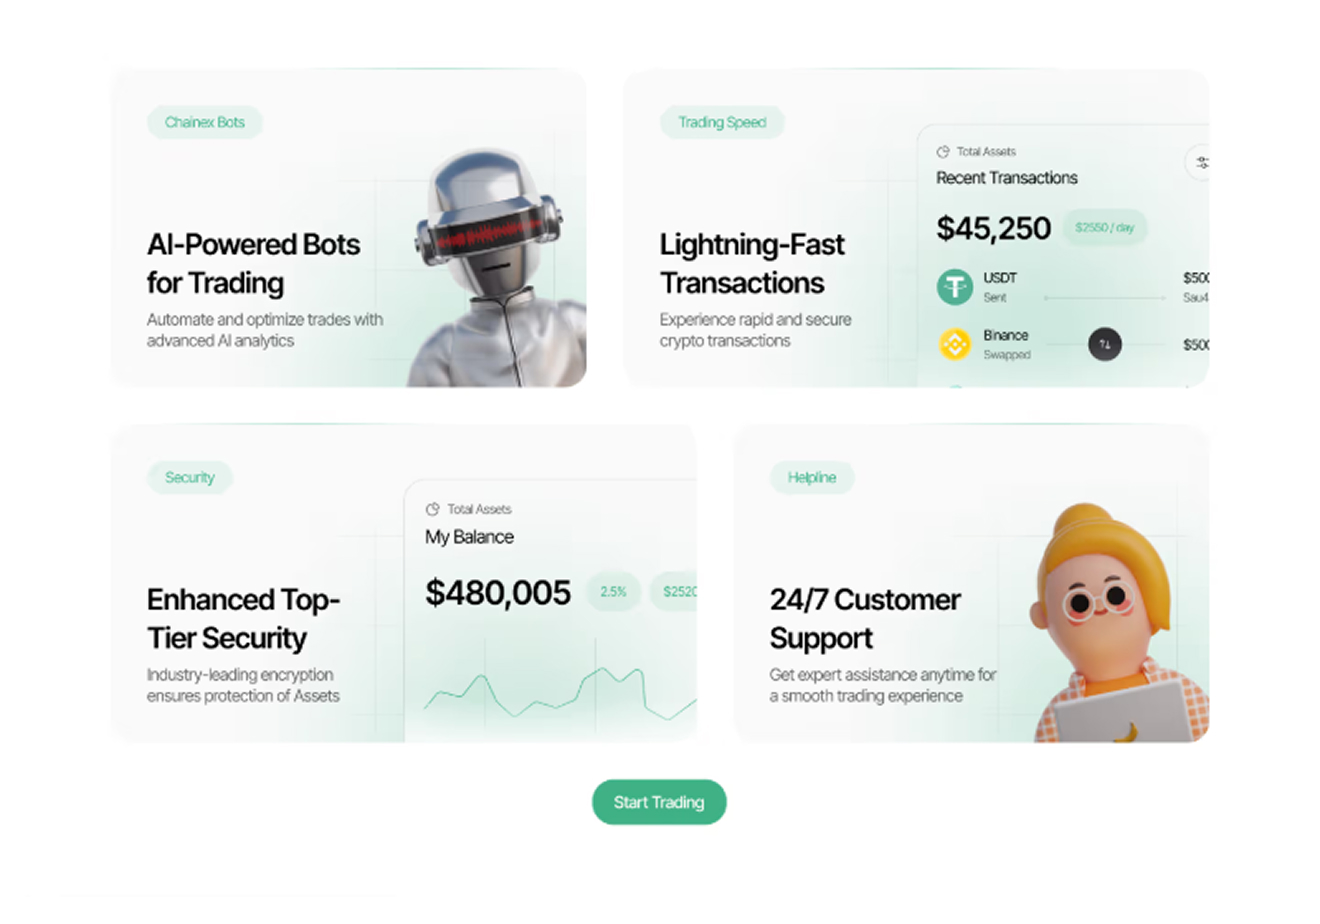 Chainex Bots
AI-Powered Bots
for Trading
Automate and optimize trades with
advanced AI analytics
Trading Speed
Lightning-Fast
Transactions
Experience rapid and secure
crypto transactions
Total Assets
Recent Transactions
$45,250
$2550 / day
USDT
Sent
$500
Binance
Swapped
$500
Security
Enhanced Top-
Tier Security
Industry-leading encryption
ensures protection of Assets
Total Assets
My Balance
$480,005
2.5%
$2520
Helpline
24/7 Customer
Support
Get expert assistance anytime for
a smooth trading experience
Start Trading